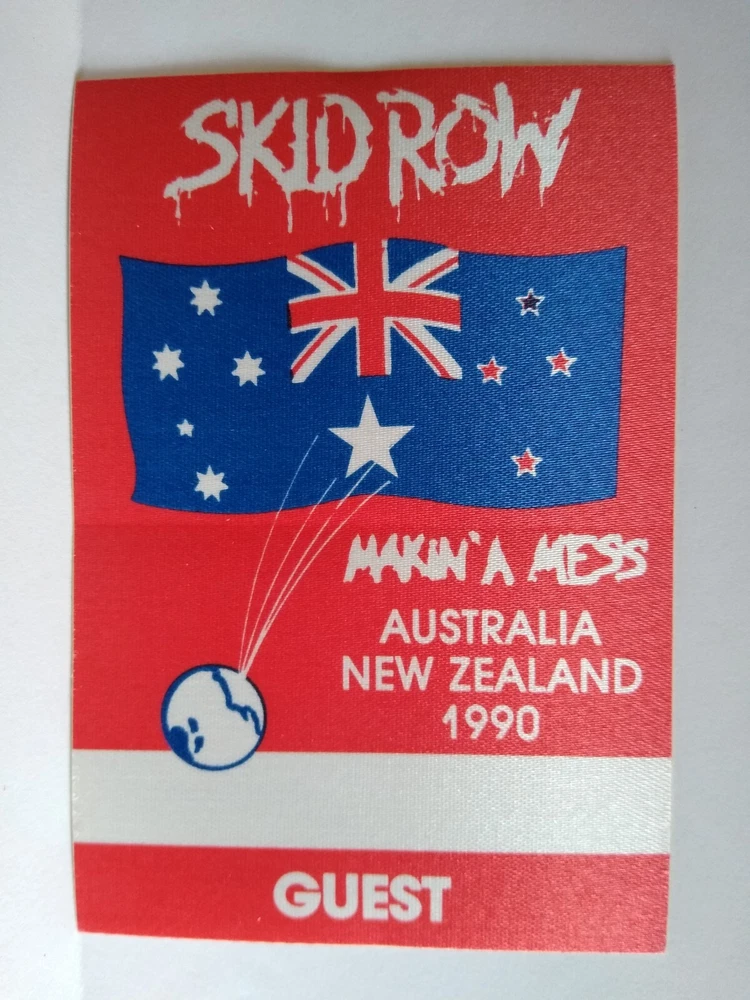 SKID ROW
MAKIN' A MESS
AUSTRALIA
NEW ZEALAND
1990
GUEST